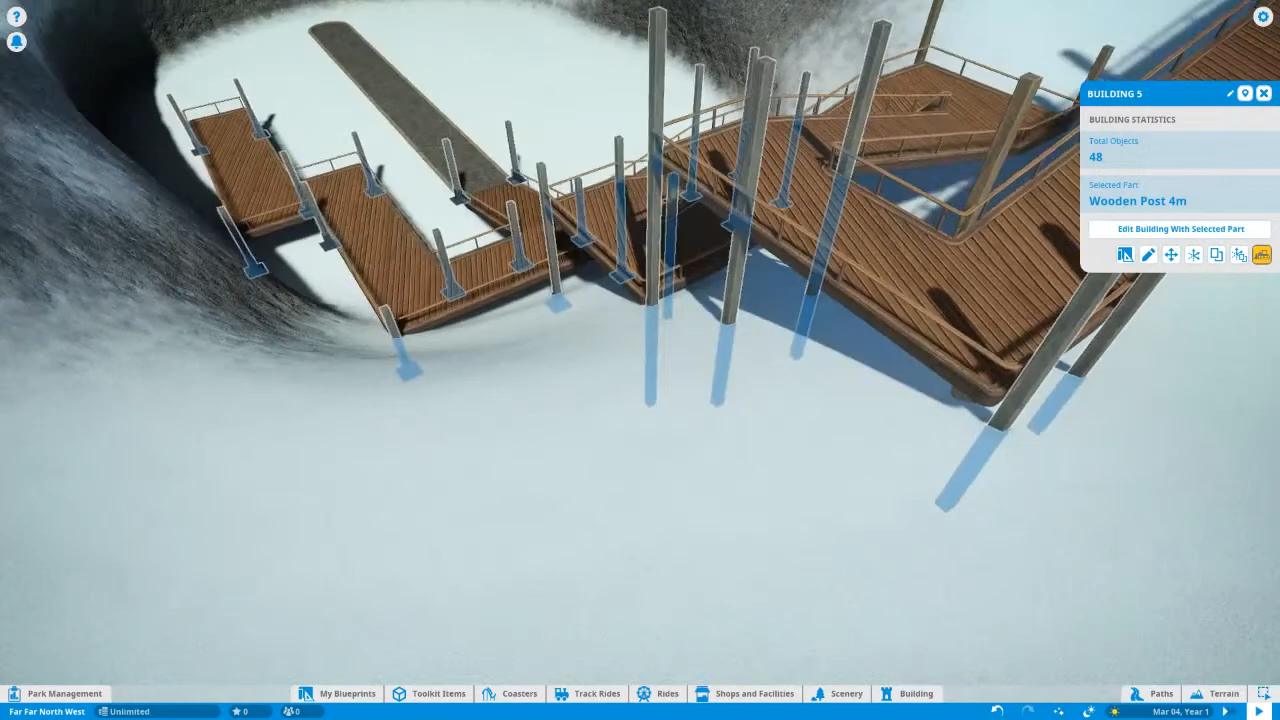 ?
BUILDING 5
BUILDING STATISTICS
Total Objects
48
Selected Part
Wooden Post 4m
Edit Building With Selected Part
Park Management
My Blueprints
Toolkit Items
Coasters
Track Rides
Rides
Shops and Facilities
Scenery
Building
Paths
Terrain
Far Far North West
Unlimited
0
0
Mar 04, Year 1